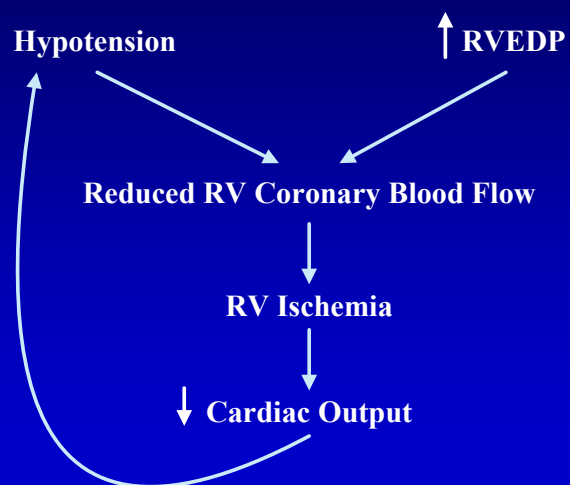 Hypotension
↑ RVEDP
Reduced RV Coronary Blood Flow
RV Ischemia
↓ Cardiac Output